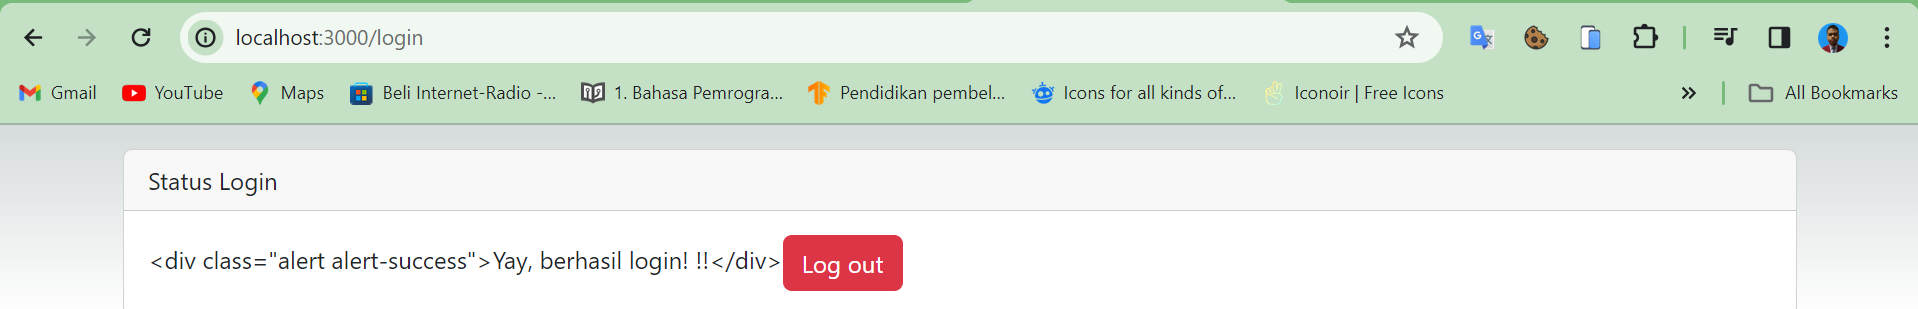 localhost:3000/login
Gmail YouTube Maps Beli Internet-Radio -... 1. Bahasa Pemrogra... Pendidikan pembel... Icons for all kinds of... Iconoir | Free Icons » All Bookmarks
Status Login
<div class="alert alert-success">Yay, berhasil login! !!</div> Log out